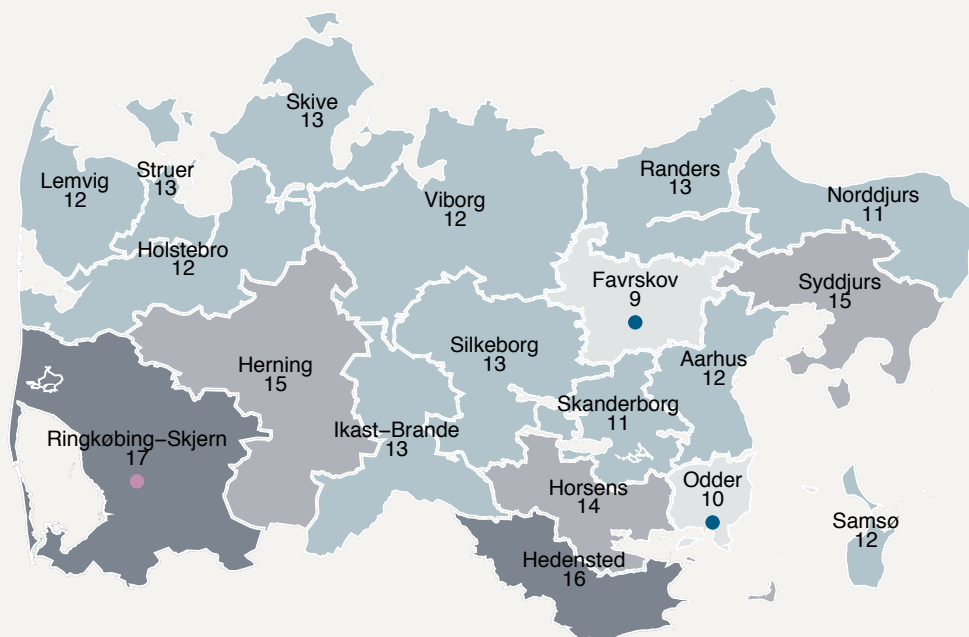 Skive
13
Struer
13
Lemvig
12
Randers
13
Viborg
12
Norddjurs
11
Holstebro
12
Favrskov
9
Syddjurs
15
Silkeborg
13
Aarhus
12
Herning
15
Skanderborg
11
Ikast–Brande
13
Ringkøbing–Skjern
17
Odder
10
Horsens
14
Samsø
12
Hedensted
16